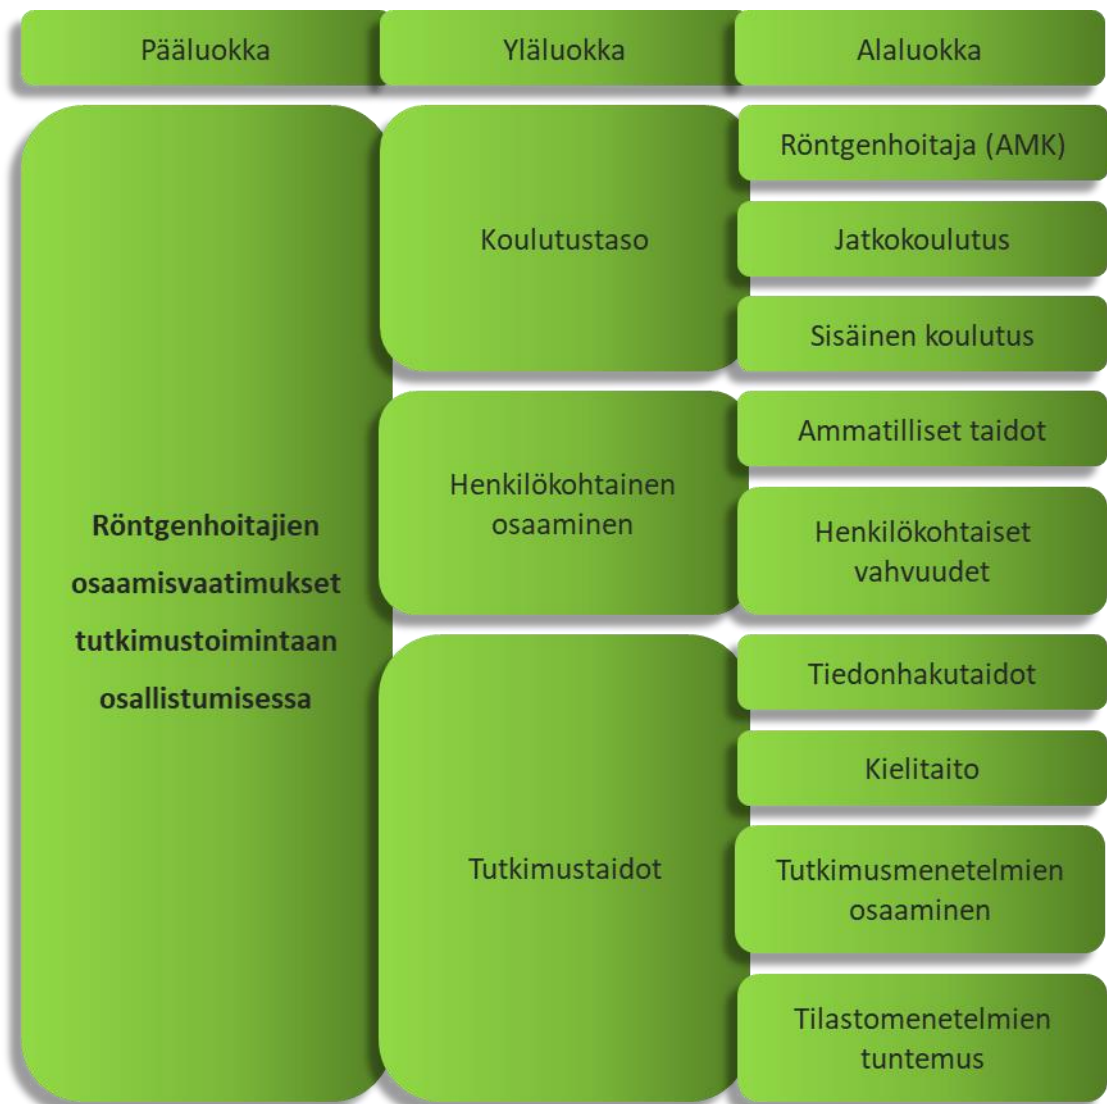 Pääluokka
Yläluokka
Alaluokka
Röntgenhoitajien
osaamisvaatimukset
tutkimustoimintaan
osallistumisessa
Koulutustaso
Röntgenhoitaja (AMK)
Jatkokoulutus
Sisäinen koulutus
Henkilökohtainen
osaaminen
Ammatilliset taidot
Henkilökohtaiset
vahvuudet
Tutkimustaidot
Tiedonhakutaidot
Kielitaito
Tutkimusmenetelmien
osaaminen
Tilastomenetelmien
tuntemus